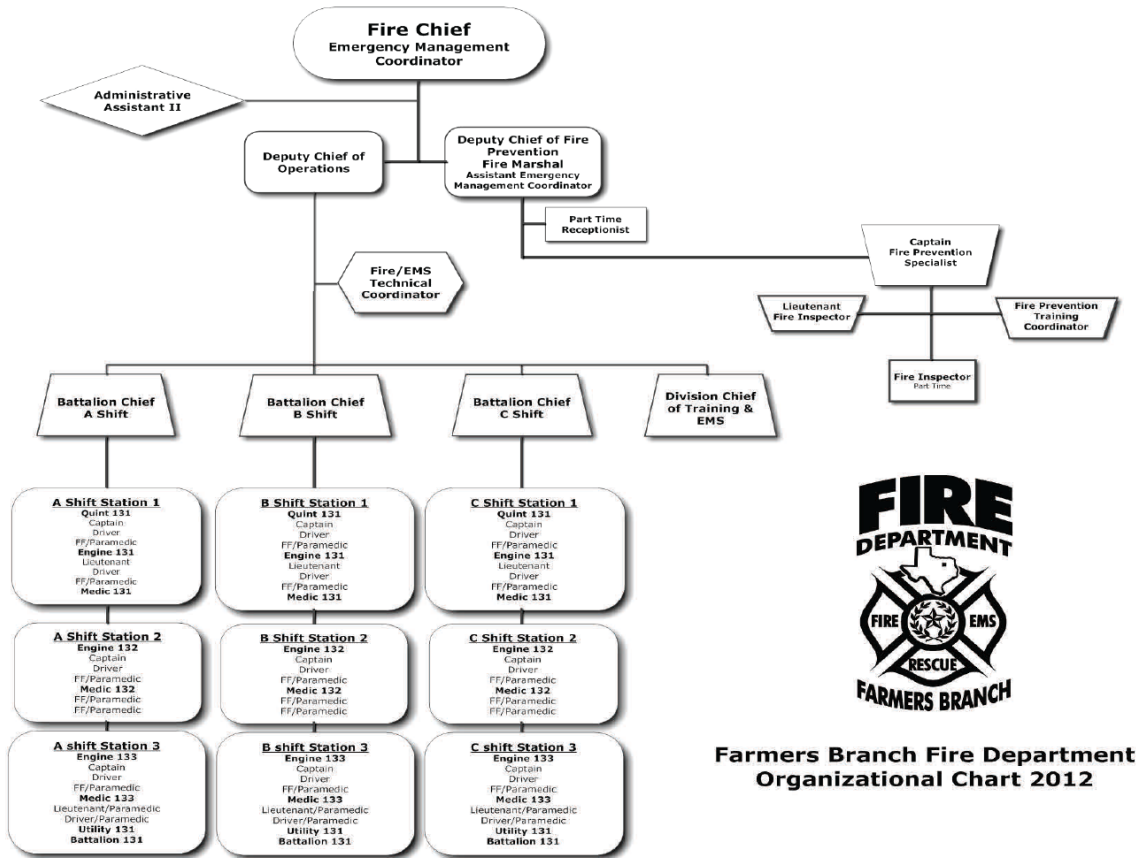 Fire Chief
Emergency Management
Coordinator
Administrative
Assistant II
Deputy Chief of
Operations
Deputy Chief of Fire
Prevention
Fire Marshal
Assistant Emergency
Management Coordinator
Part Time
Receptionist
Captain
Fire Prevention
Specialist
Fire/EMS
Technical
Coordinator
Lieutenant
Fire Inspector
Fire Prevention
Training
Coordinator
Fire Inspector
Part Time
Battalion Chief
A Shift
Battalion Chief
B Shift
Battalion Chief
C Shift
Division Chief
of Training &
EMS
A Shift Station 1
Quint 131
Captain
Driver
FF/Paramedic
Engine 131
Lieutenant
Driver
FF/Paramedic
Medic 131
B Shift Station 1
Quint 131
Captain
Driver
FF/Paramedic
Engine 131
Lieutenant
Driver
FF/Paramedic
Medic 131
C Shift Station 1
Quint 131
Captain
Driver
FF/Paramedic
Engine 131
Lieutenant
Driver
FF/Paramedic
Medic 131
A Shift Station 2
Engine 132
Captain
Driver
FF/Paramedic
Medic 132
FF/Paramedic
FF/Paramedic
B Shift Station 2
Engine 132
Captain
Driver
FF/Paramedic
Medic 132
FF/Paramedic
FF/Paramedic
C Shift Station 2
Engine 132
Captain
Driver
FF/Paramedic
Medic 132
FF/Paramedic
FF/Paramedic
A shift Station 3
Engine 133
Captain
Driver
FF/Paramedic
Medic 133
Lieutenant/Paramedic
Driver/Paramedic
Utility 131
Battalion 131
B shift Station 3
Engine 133
Captain
Driver
FF/Paramedic
Medic 133
Lieutenant/Paramedic
Driver/Paramedic
Utility 131
Battalion 131
C shift Station 3
Engine 133
Captain
Driver
FF/Paramedic
Medic 133
Lieutenant/Paramedic
Driver/Paramedic
Utility 131
Battalion 131
FIRE
DEPARTMENT
FIRE
EMS
RESCUE
FARMERS BRANCH
Farmers Branch Fire Department
Organizational Chart 2012